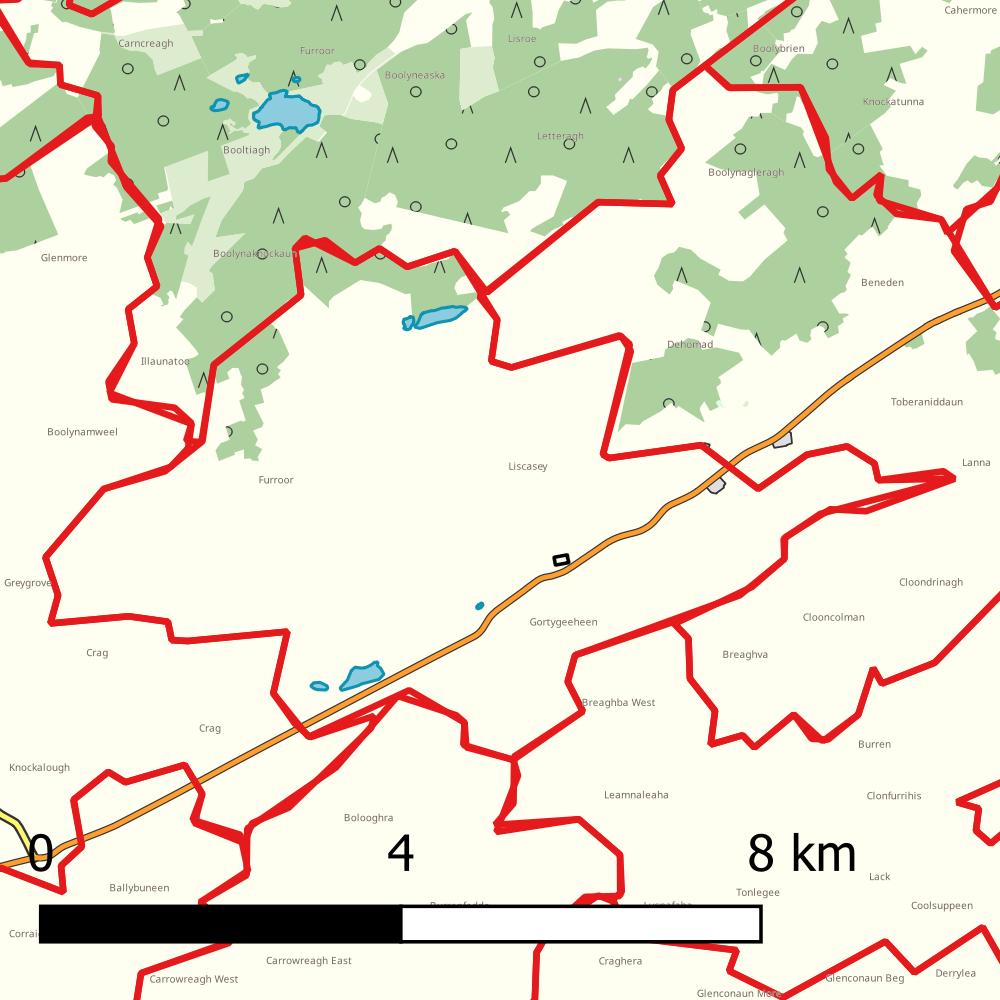 Cahermore
Carncreagh
Furroor
Lisroe
Boolybrien
Boolyneaska
Knockatunna
Letteragh
Booltiagh
Boolynagleragh
Glenmore
Boolynaknockaun
Beneden
Dehomad
Illaunatoo
Toberaniddaun
Boolynamweel
Liscasey
Lanna
Furroor
Greygrove
Cloondrinagh
Clooncolman
Gortygeeheen
Crag
Breaghva
Breaghba West
Crag
Burren
Knockalough
Leamnaleaha
Clonfurrihis
Bolooghra
0 4 8 km
Lack
Ballybuneen
Tonlegee
Coolsuppeen
Carrowreagh East
Craghera
Carrowreagh West
Glenconaun Beg
Derrylea
Glenconaun More